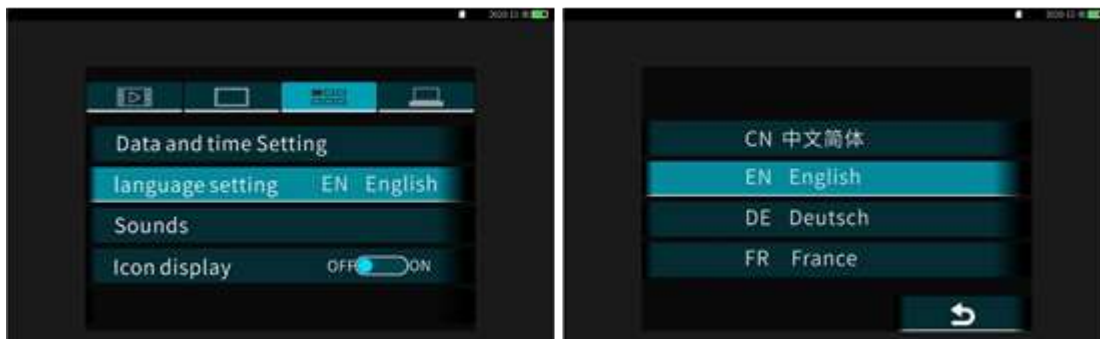 Data and time Setting
language setting EN English
Sounds
Icon display OFF ON
CN 中文简体
EN English
DE Deutsch
FR France